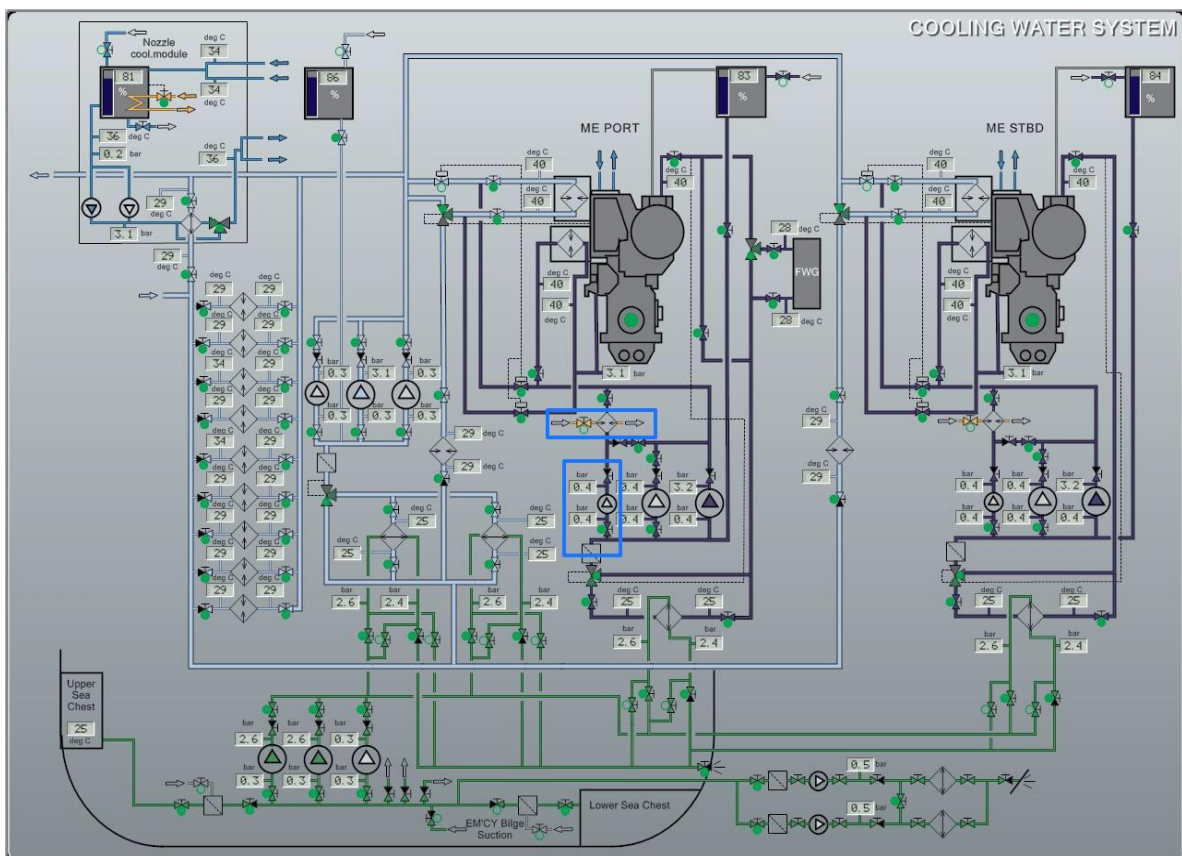 COOLING WATER SYSTEM
Nozzle
cool.module
deg C
34
81
%
34
deg C
36
deg C
0.2
bar
36
deg C
3.1
bar
86
%
83
%
84
%
ME PORT
ME STBD
29
deg C
29
deg C
deg C
40
deg C
40
40
deg C
40
deg C
40
deg C
40
28
deg C
FWG
28
deg C
deg C
40
deg C
40
40
deg C
40
deg C
40
deg C
3.1
bar
3.1
bar
deg C
29
deg C
29
29
29
29
29
34
29
29
29
29
29
34
29
29
29
29
29
29
29
29
29
bar
0.3
bar
3.1
bar
0.3
0.3
bar
0.3
bar
0.3
bar
29
deg C
29
deg C
29
deg C
29
deg C
bar
0.4
bar
0.4
bar
3.2
0.4
bar
0.4
bar
0.4
bar
bar
0.4
bar
0.4
bar
3.2
0.4
bar
0.4
bar
0.4
bar
deg C
25
deg C
25
25
deg C
25
deg C
2.6
bar
2.4
bar
2.6
bar
2.4
bar
deg C
25
deg C
25
bar
2.6
bar
2.4
deg C
25
deg C
25
bar
2.6
bar
2.4
Upper
Sea
Chest
25
deg C
bar
2.6
bar
2.6
bar
0.3
bar
0.3
bar
0.3
bar
0.3
EM'CY Bilge
Suction
Lower Sea Chest
bar
0.5
bar
0.5